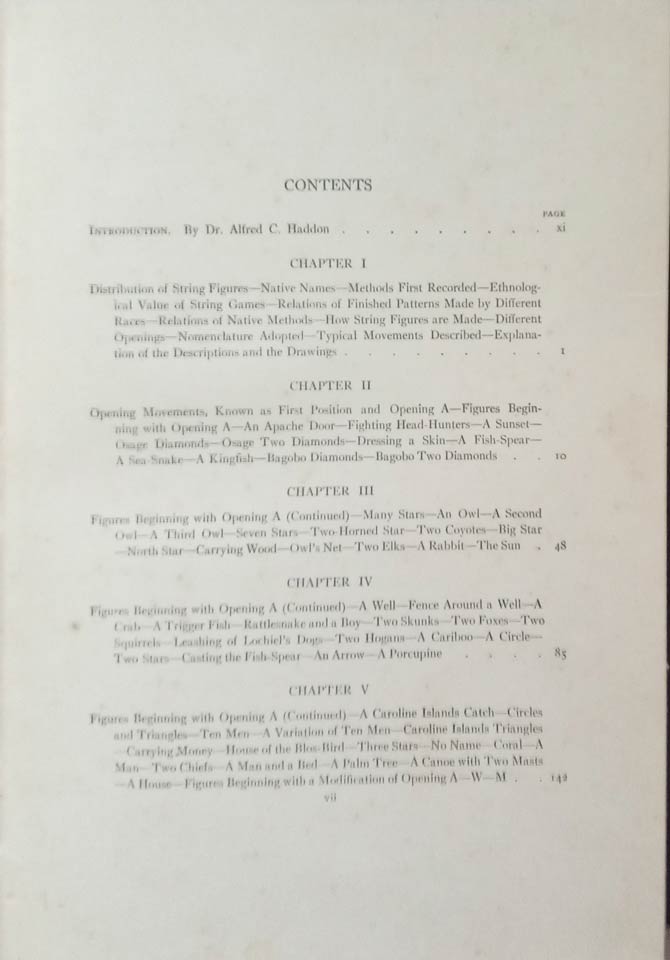 CONTENTS
PAGE
INTRODUCTION. By Dr. Alfred C. Haddon . . . . . . . . . xi
CHAPTER I
Distribution of String Figures—Native Names—Methods First Recorded—Ethnolog-
ical Value of String Games—Relations of Finished Patterns Made by Different
Races—Relations of Native Methods—How String Figures are Made—Different
Openings—Nomenclature Adopted—Typical Movements Described—Explana-
tion of the Descriptions and the Drawings . . . . . . . . . 1
CHAPTER II
Opening Movements, Known as First Position and Opening A—Figures Begin-
ning with Opening A—An Apache Door—Fighting Head-Hunters—A Sunset—
Osage Diamonds—Osage Two Diamonds—Dressing a Skin—A Fish-Spear—
A Sea-Snake—A Kingfish—Bagobo Diamonds—Bagobo Two Diamonds . . 10
CHAPTER III
Figures Beginning with Opening A (Continued)—Many Stars—An Owl—A Second
Owl—A Third Owl—Seven Stars—Two-Horned Star—Two Coyotes—Big Star
—North Star—Carrying Wood—Owl's Net—Two Elks—A Rabbit—The Sun . 48
CHAPTER IV
Figures Beginning with Opening A (Continued)—A Well—Fence Around a Well—A
Crab—A Trigger Fish—Rattlesnake and a Boy—Two Skunks—Two Foxes—Two
Squirrels—Leashing of Lochiel's Dogs—Two Hogans—A Cariboo—A Circle—
Two Stars—Casting the Fish-Spear—An Arrow—A Porcupine . . . . 85
CHAPTER V
Figures Beginning with Opening A (Continued)—A Caroline Islands Catch—Circles
and Triangles—Ten Men—A Variation of Ten Men—Caroline Islands Triangles
—Carrying Money—House of the Blos-Bird—Three Stars—No Name—Coral—A
Man—Two Chiefs—A Man and a Bed—A Palm Tree—A Canoe with Two Masts
—A House—Figures Beginning with a Modification of Opening A—W—M . . 142
vii